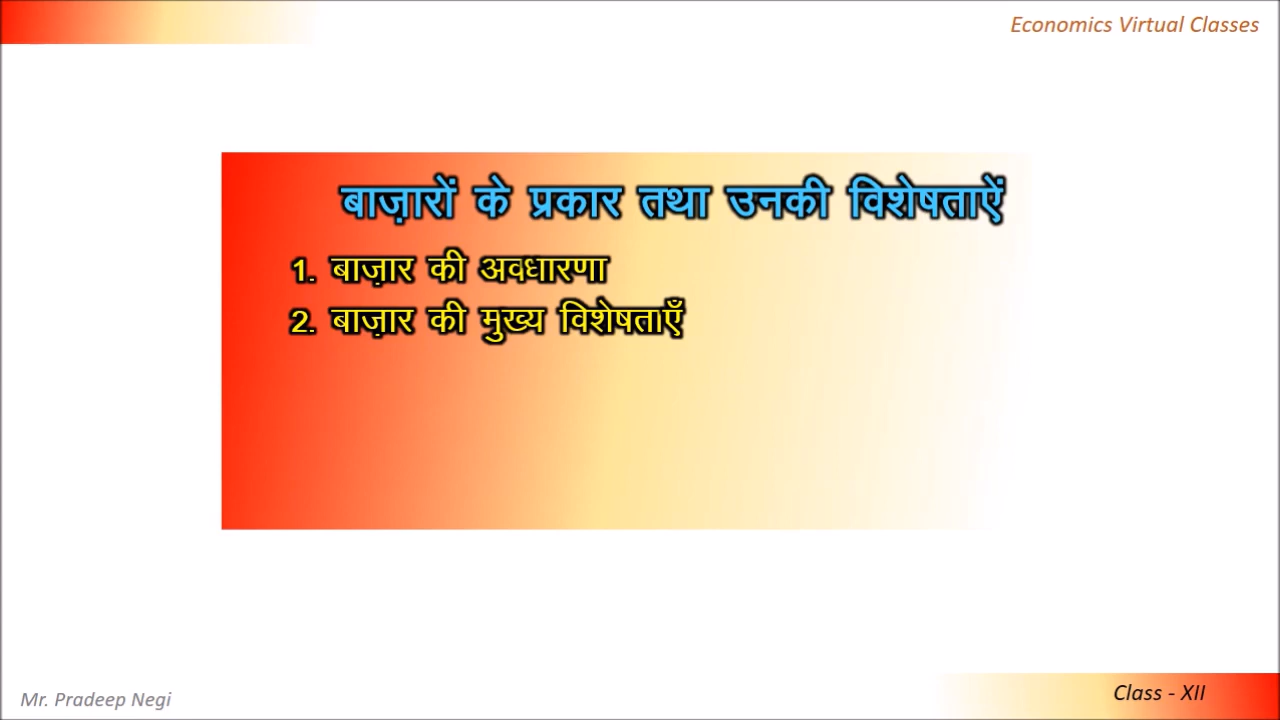 Economics Virtual Classes
बाज़ारों के प्रकार तथा उनकी विशेषताऐं
1. बाज़ार की अवधारणा
2. बाज़ार की मुख्य विशेषताएँ
Mr. Pradeep Negi
Class - XII